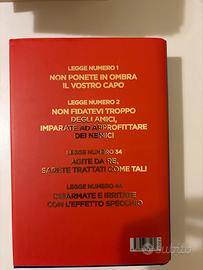 LEGGE NUMERO 1
NON PONETE IN OMBRA
IL VOSTRO CAPO
LEGGE NUMERO 2
NON FIDATEVI TROPPO
DEGLI AMICI,
IMPARATE AD APPROFITTARE
DEI NEMICI
LEGGE NUMERO 34
AGITE DA RE,
SARETE TRATTATI COME TALI
LEGGE NUMERO 44
DISARMATE E IRRITATE
CON L'EFFETTO SPECCHIO
subito